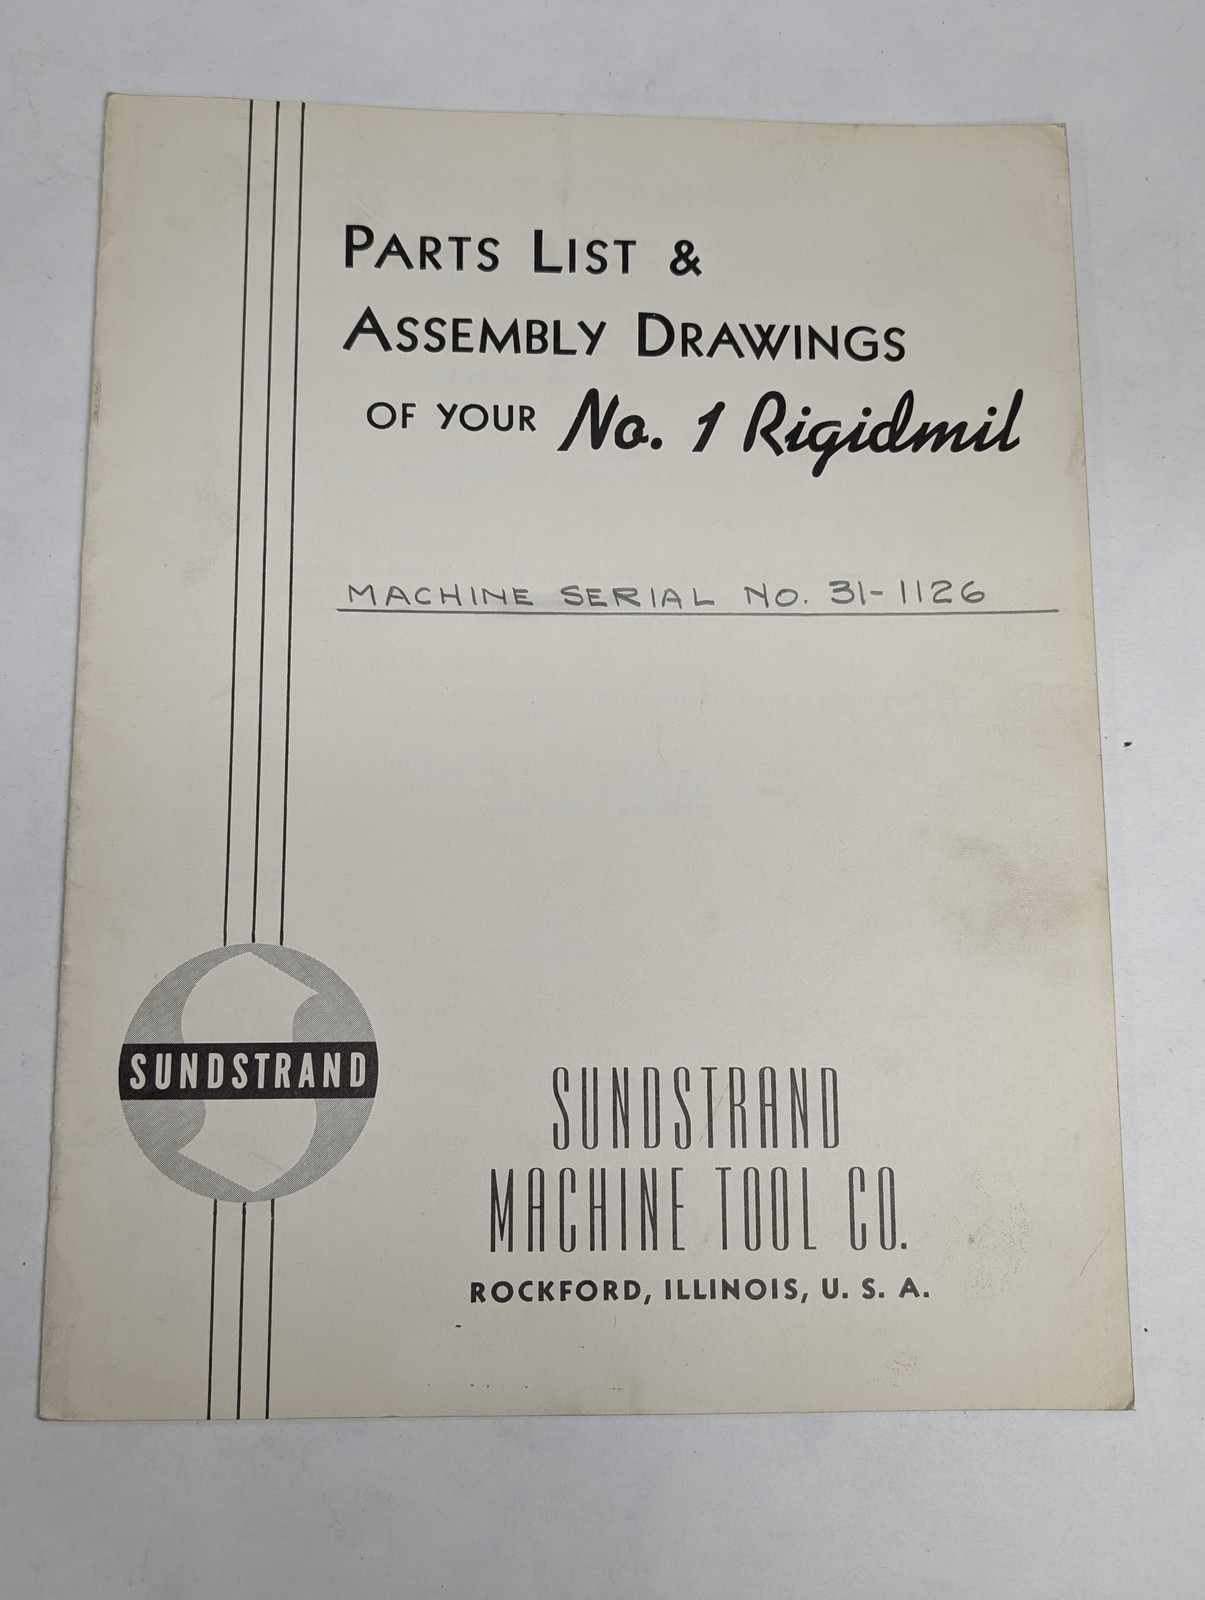 PARTS LIST &
ASSEMBLY DRAWINGS
OF YOUR No. 1 Rigidmil
MACHINE SERIAL NO. 31-1126
SUNDSTRAND
SUNDSTRAND
MACHINE TOOL CO.
ROCKFORD, ILLINOIS, U. S. A.